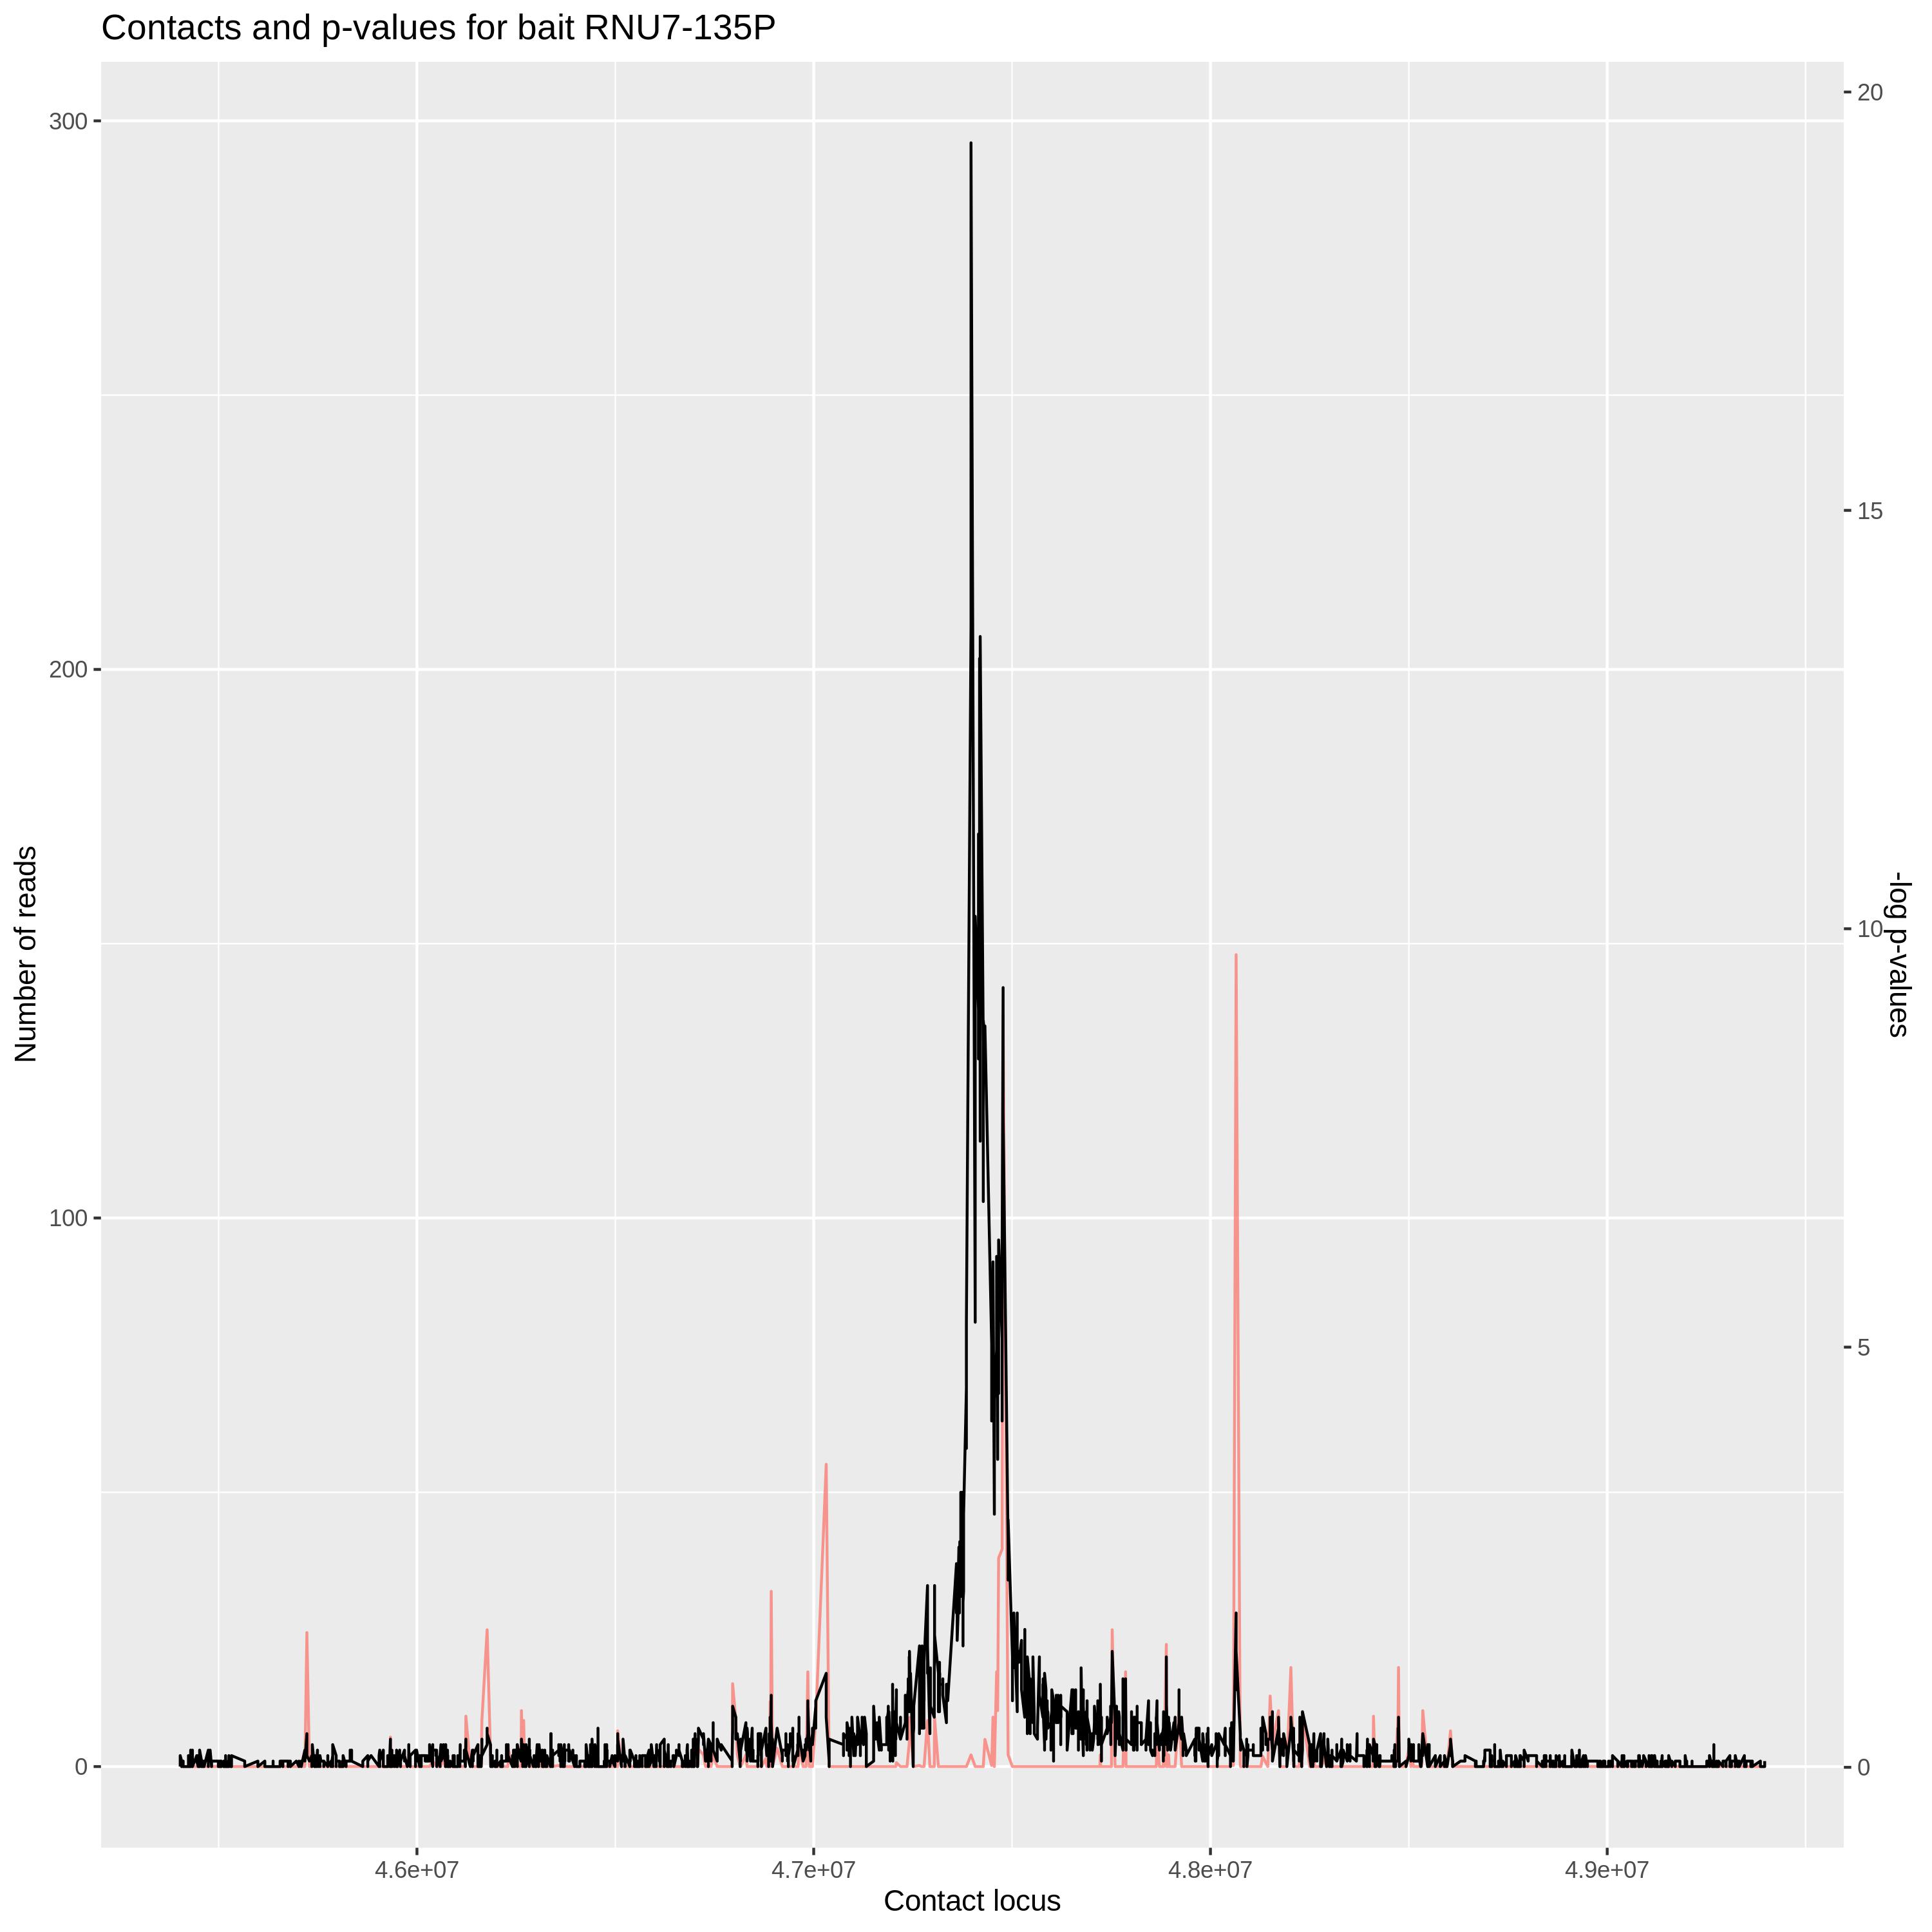 Contacts and p-values for bait RNU7-135P
300
200
100
0
Number of reads
20
15
10
5
0
-log p-values
4.6e+07
4.7e+07
4.8e+07
4.9e+07
Contact locus